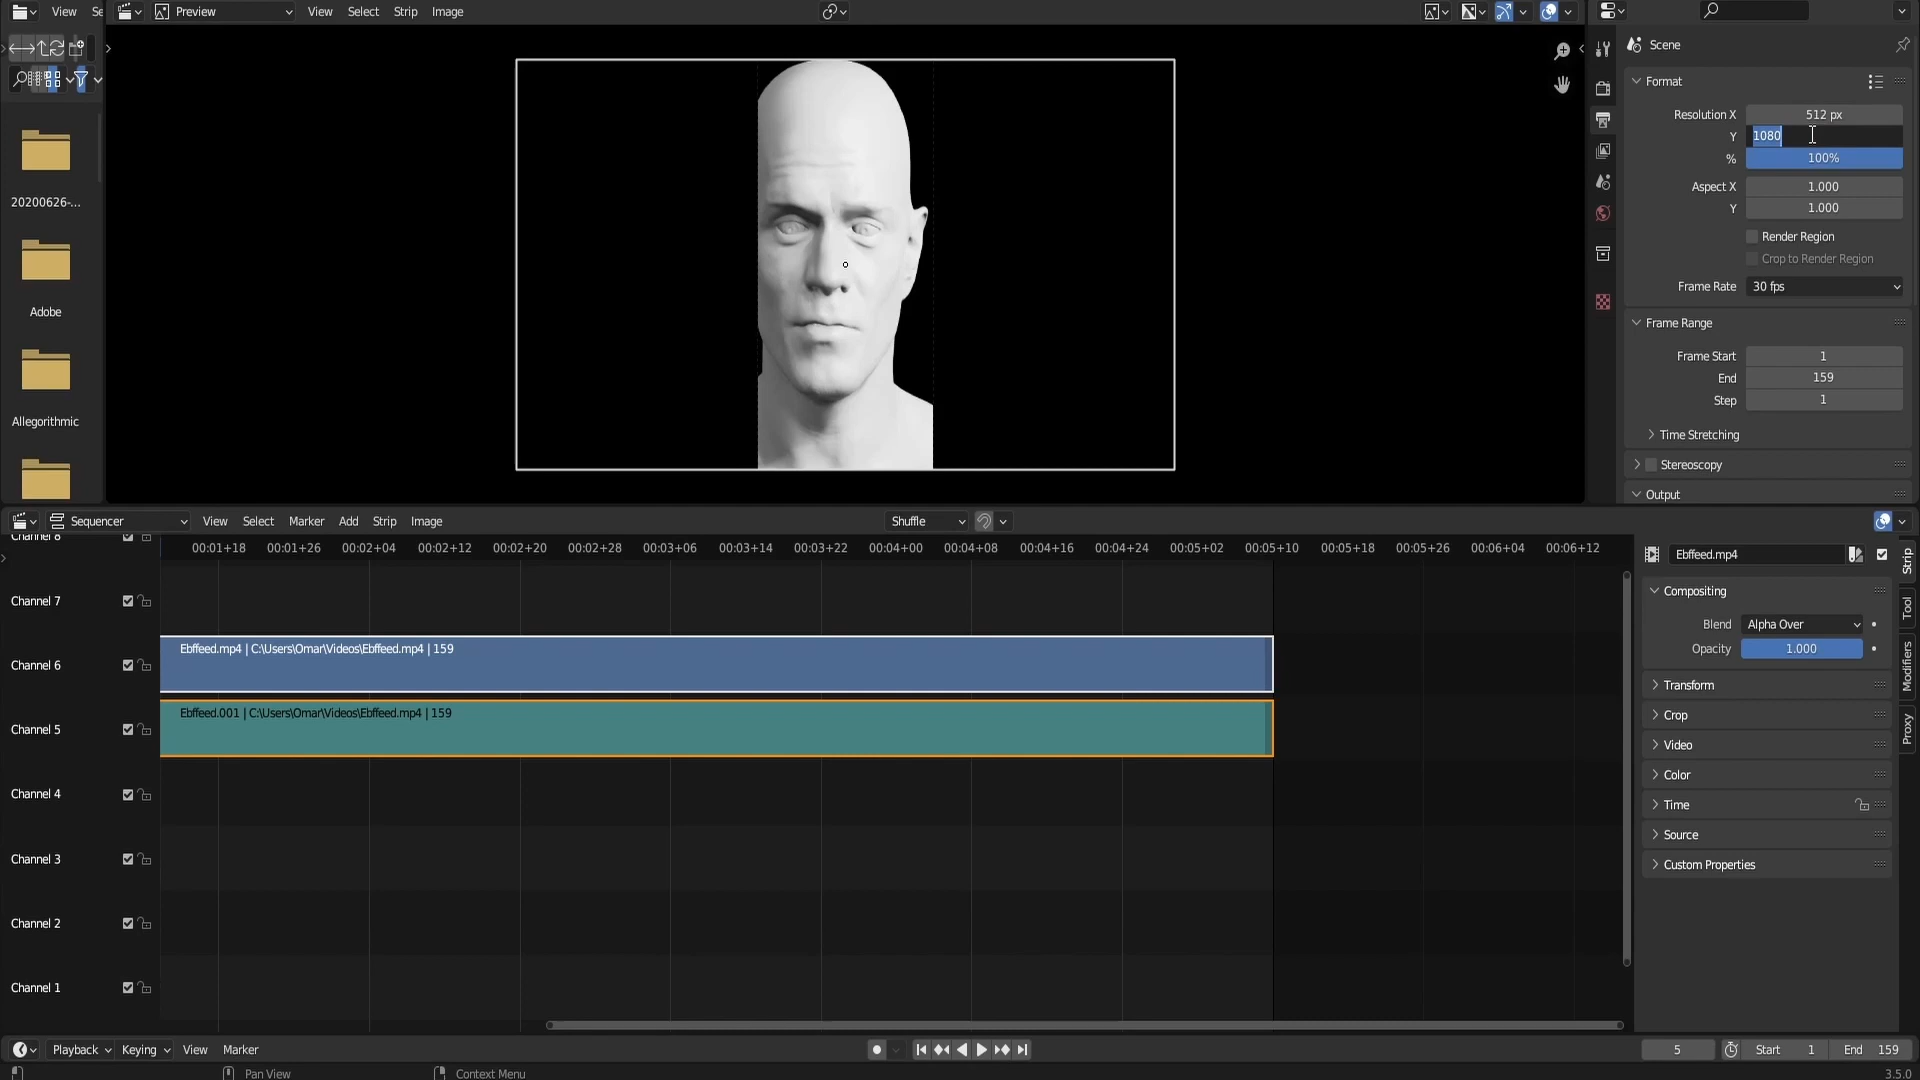 View
Se
Preview
View
Select
Strip
Image
20200626-...
Adobe
Allegorithmic
Scene
Format
Resolution X
512 px
Y
1080
%
100%
Aspect X
1.000
Y
1.000
Render Region
Crop to Render Region
Frame Rate
30 fps
Frame Range
Frame Start
1
End
159
Step
1
Time Stretching
Stereoscopy
Output
Sequencer
View
Select
Marker
Add
Strip
Image
Shuffle
Channel 8
00:01+18
00:01+26
00:02+04
00:02+12
00:02+20
00:02+28
00:03+06
00:03+14
00:03+22
00:04+00
00:04+08
00:04+16
00:04+24
00:05+02
00:05+10
00:05+18
00:05+26
00:06+04
00:06+12
Channel 7
Channel 6
Ebffeed.mp4 | C:\Users\Omar\Videos\Ebffeed.mp4 | 159
Channel 5
Ebffeed.001 | C:\Users\Omar\Videos\Ebffeed.mp4 | 159
Channel 4
Channel 3
Channel 2
Channel 1
Ebffeed.mp4
Compositing
Blend
Alpha Over
Opacity
1.000
Transform
Crop
Video
Color
Time
Source
Custom Properties
Strip
Tool
Modifiers
Proxy
Playback
Keying
View
Marker
5
Start
1
End
159
Pan View
Context Menu
3.5.0